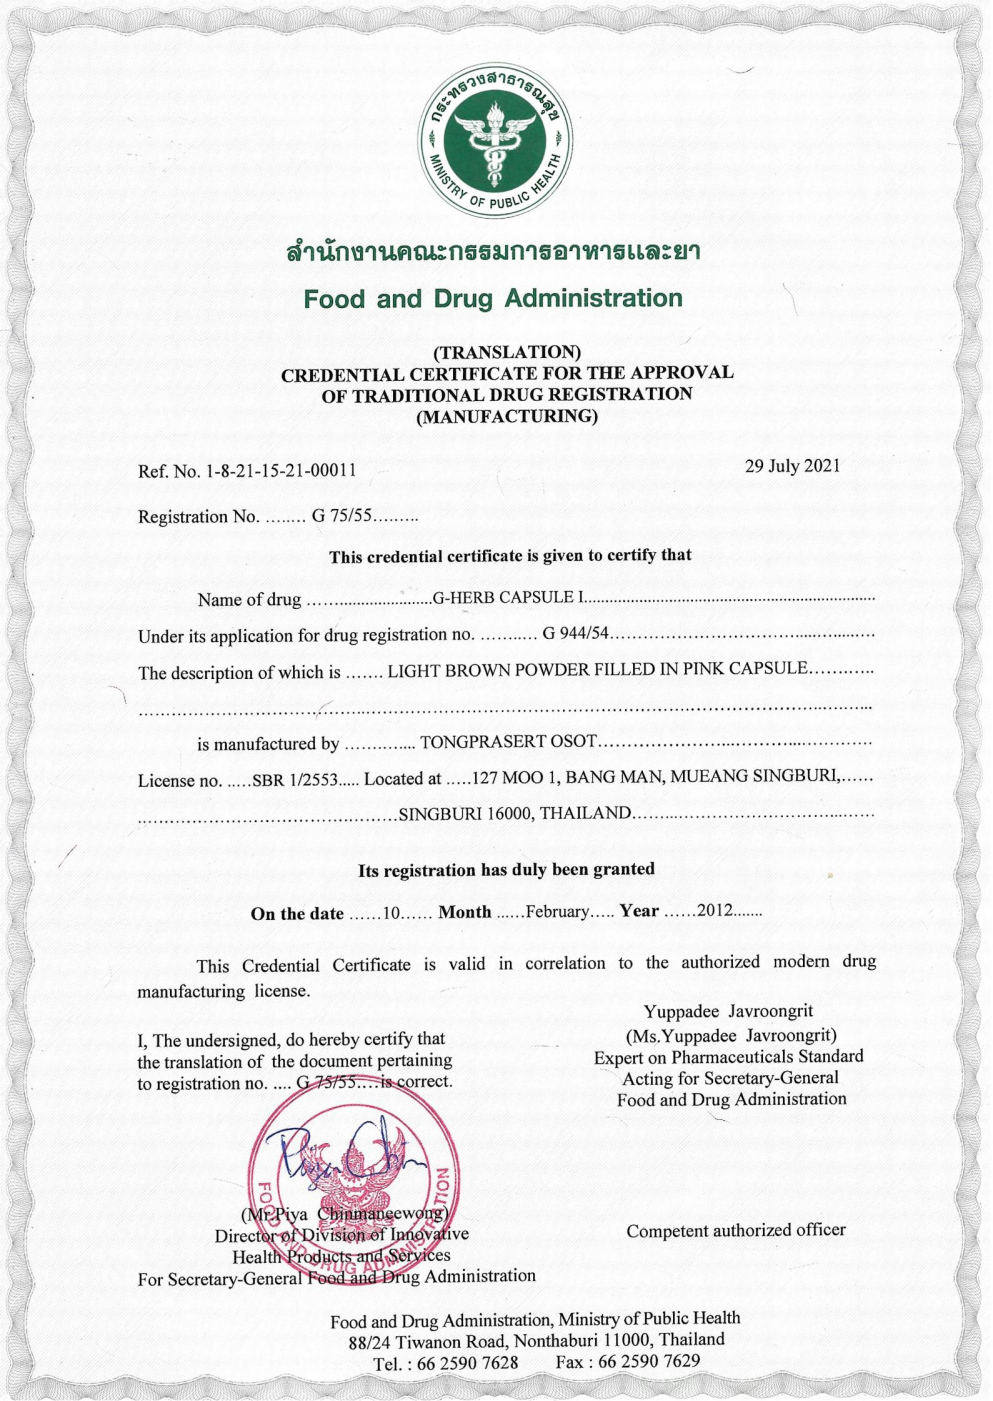 กระทรวงสาธารณสุข
MINISTRY OF PUBLIC HEALTH
สำนักงานคณะกรรมการอาหารและยา
Food and Drug Administration
(TRANSLATION)
CREDENTIAL CERTIFICATE FOR THE APPROVAL
OF TRADITIONAL DRUG REGISTRATION
(MANUFACTURING)
Ref. No. 1-8-21-15-21-00011 29 July 2021
Registration No. ........ G 75/55.........
This credential certificate is given to certify that
Name of drug .............................G-HERB CAPSULE I.....................................................................
Under its application for drug registration no. .......... G 944/54.....................................................
The description of which is ....... LIGHT BROWN POWDER FILLED IN PINK CAPSULE.............
is manufactured by ............. TONGPRASERT OSOT.......................................................
License no. .....SBR 1/2553..... Located at .....127 MOO 1, BANG MAN, MUEANG SINGBURI,......
................................................SINGBURI 16000, THAILAND...............................................
Its registration has duly been granted
On the date ......10...... Month ......February..... Year ......2012.......
This Credential Certificate is valid in correlation to the authorized modern drug
manufacturing license.
Yuppadee Javroongrit
(Ms.Yuppadee Javroongrit)
Expert on Pharmaceuticals Standard
Acting for Secretary-General
Food and Drug Administration
I, The undersigned, do hereby certify that
the translation of the document pertaining
to registration no. .... G 75/55....is correct.
FOOD AND DRUG ADMINISTRATION
(Mr.Piya Chinmaneewong)
Director of Division of Innovative
Health Products and Services
For Secretary-General Food and Drug Administration
Competent authorized officer
Food and Drug Administration, Ministry of Public Health
88/24 Tiwanon Road, Nonthaburi 11000, Thailand
Tel. : 66 2590 7628 Fax : 66 2590 7629